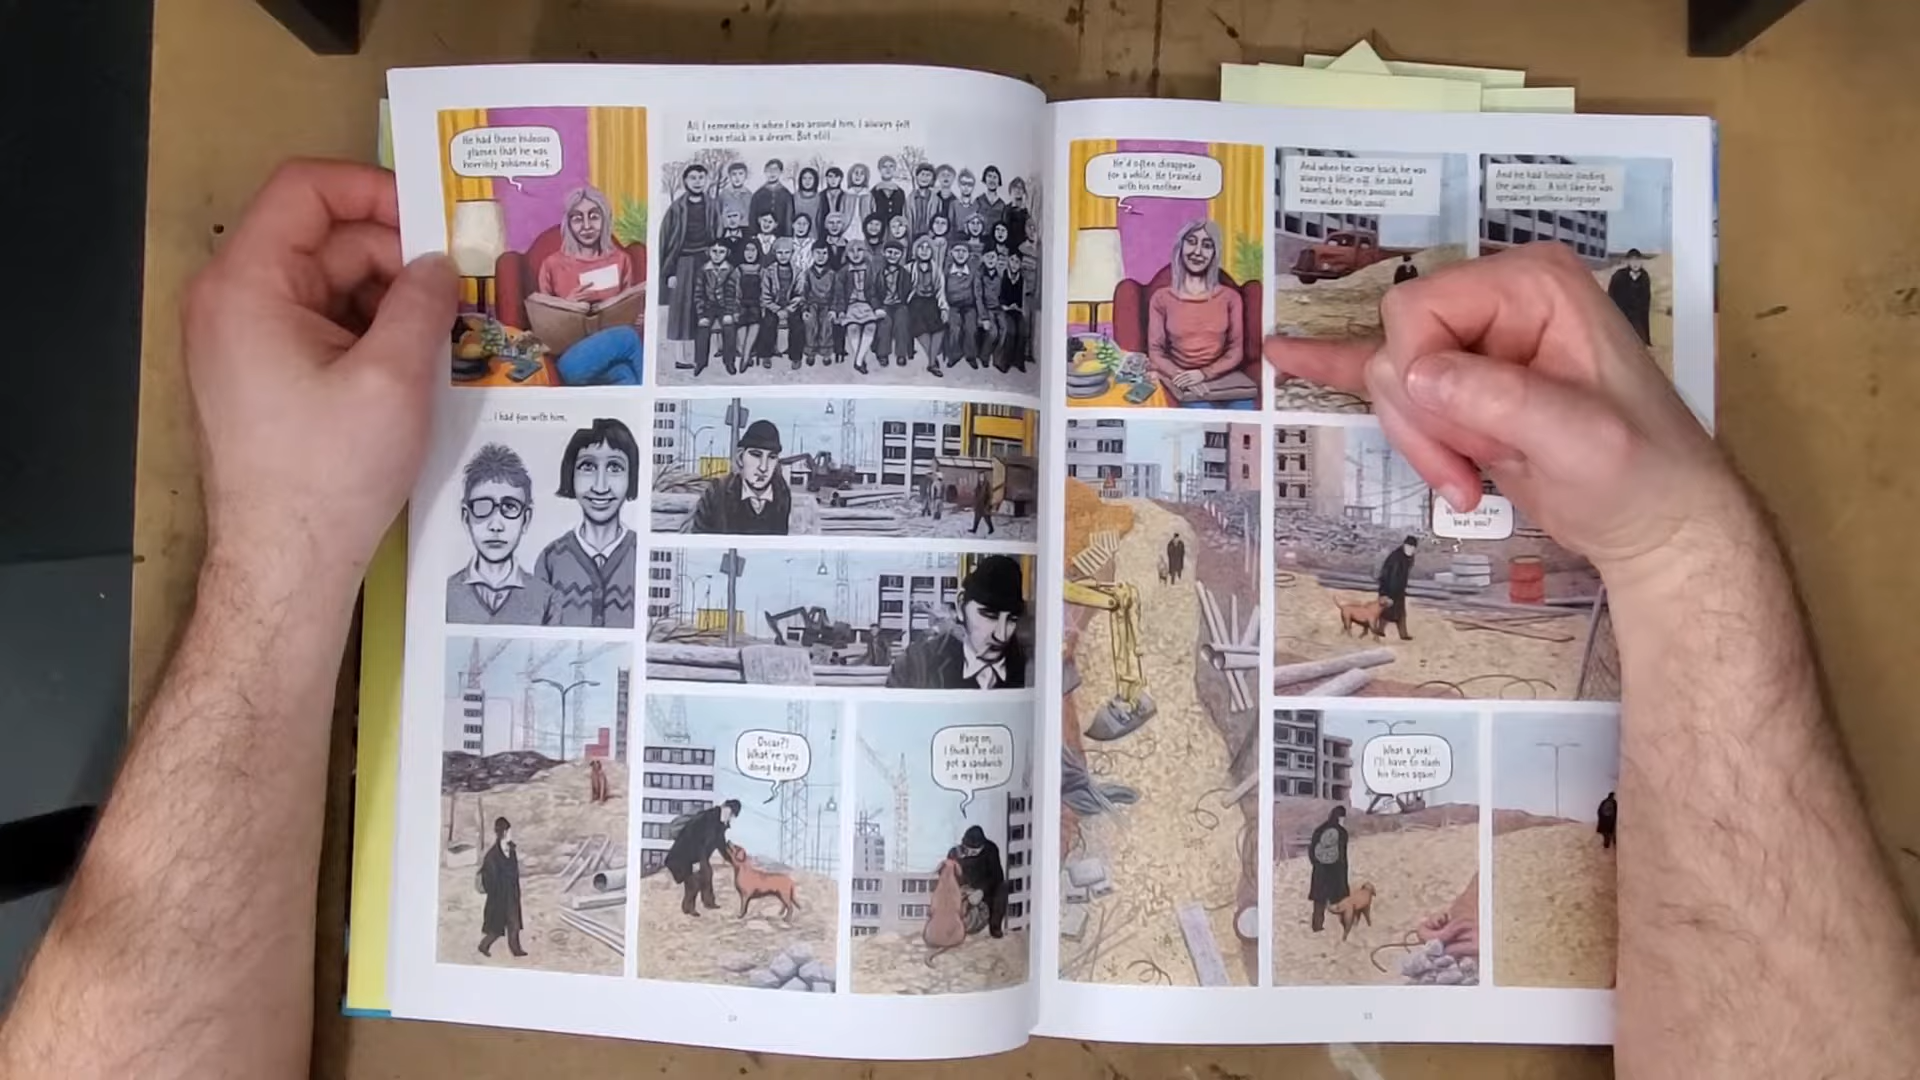 He had these hideous
glasses that he was
horribly ashamed of.
All I remember is when I was around him, I always felt
like I was stuck in a dream. But still...
...I had fun with him.
Oscar?!
What're you
doing here?
Hang on,
I think I've still
got a sandwich
in my bag...
He'd often disappear
for a while. He traveled
with his mother.
And when he came back, he was
always a little off. He looked
haunted, his eyes anxious and
even wider than usual.
And he had trouble finding
the words... A bit like he was
speaking another language.
did he
beat you?
What a jerk!
I'll have to slash
his tires again!